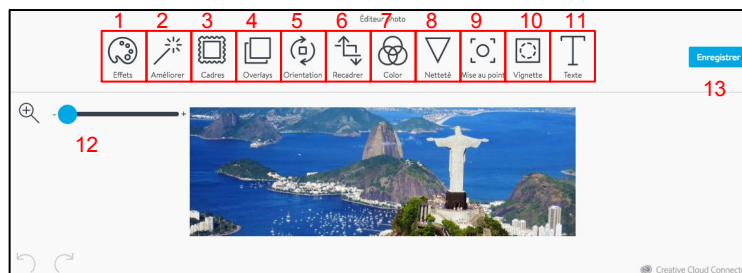 Éditeur photo
1 2 3 4 5 6 7 8 9 10 11
Effets Améliorer Cadres Overlays Orientation Recadrer Color Netteté Mise au point Vignette Texte
Enregistrer
13
- +
12
Creative Cloud Connecte